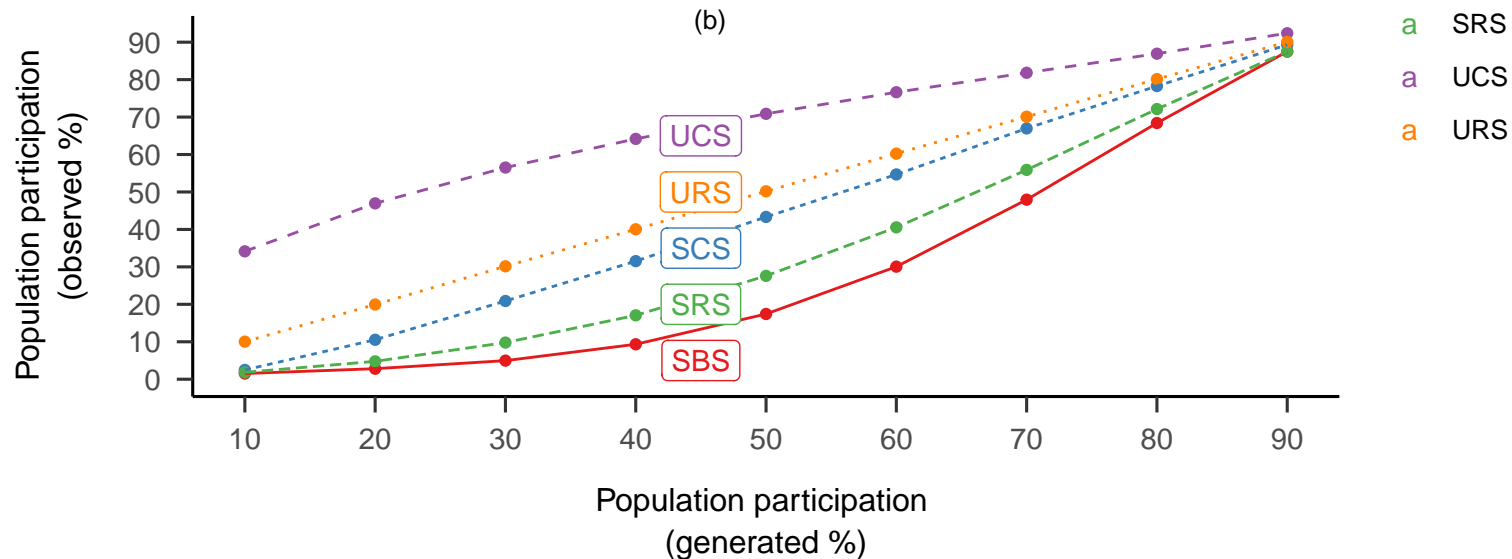 (b)
Population participation
(observed %)
90
80
70
60
50
40
30
20
10
0
UCS
URS
SCS
SRS
SBS
10 20 30 40 50 60 70 80 90
Population participation
(generated %)
a SRS
a UCS
a URS